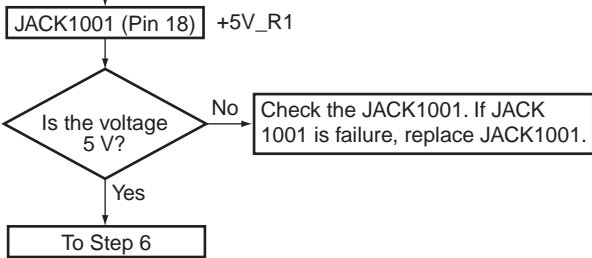 JACK1001 (Pin 18) +5V_R1
Is the voltage
5 V?
No
Check the JACK1001. If JACK
1001 is failure, replace JACK1001.
Yes
To Step 6